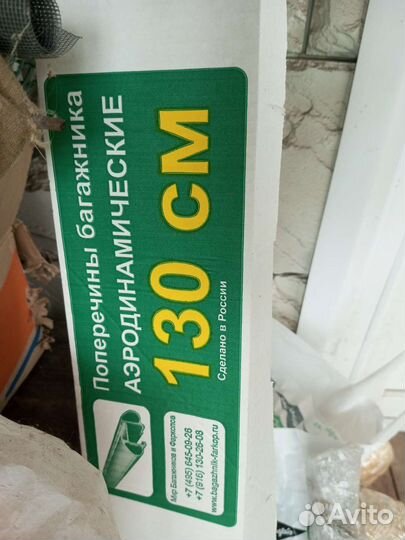 Поперечины багажника
АЭРОДИНАМИЧЕСКИЕ
130 СМ
Сделано в России
Мир Багажников и Фаркопов
+7 (495) 645-09-26
+7 (916) 130-26-08
www.bagazhnik-farkop.ru
Avito